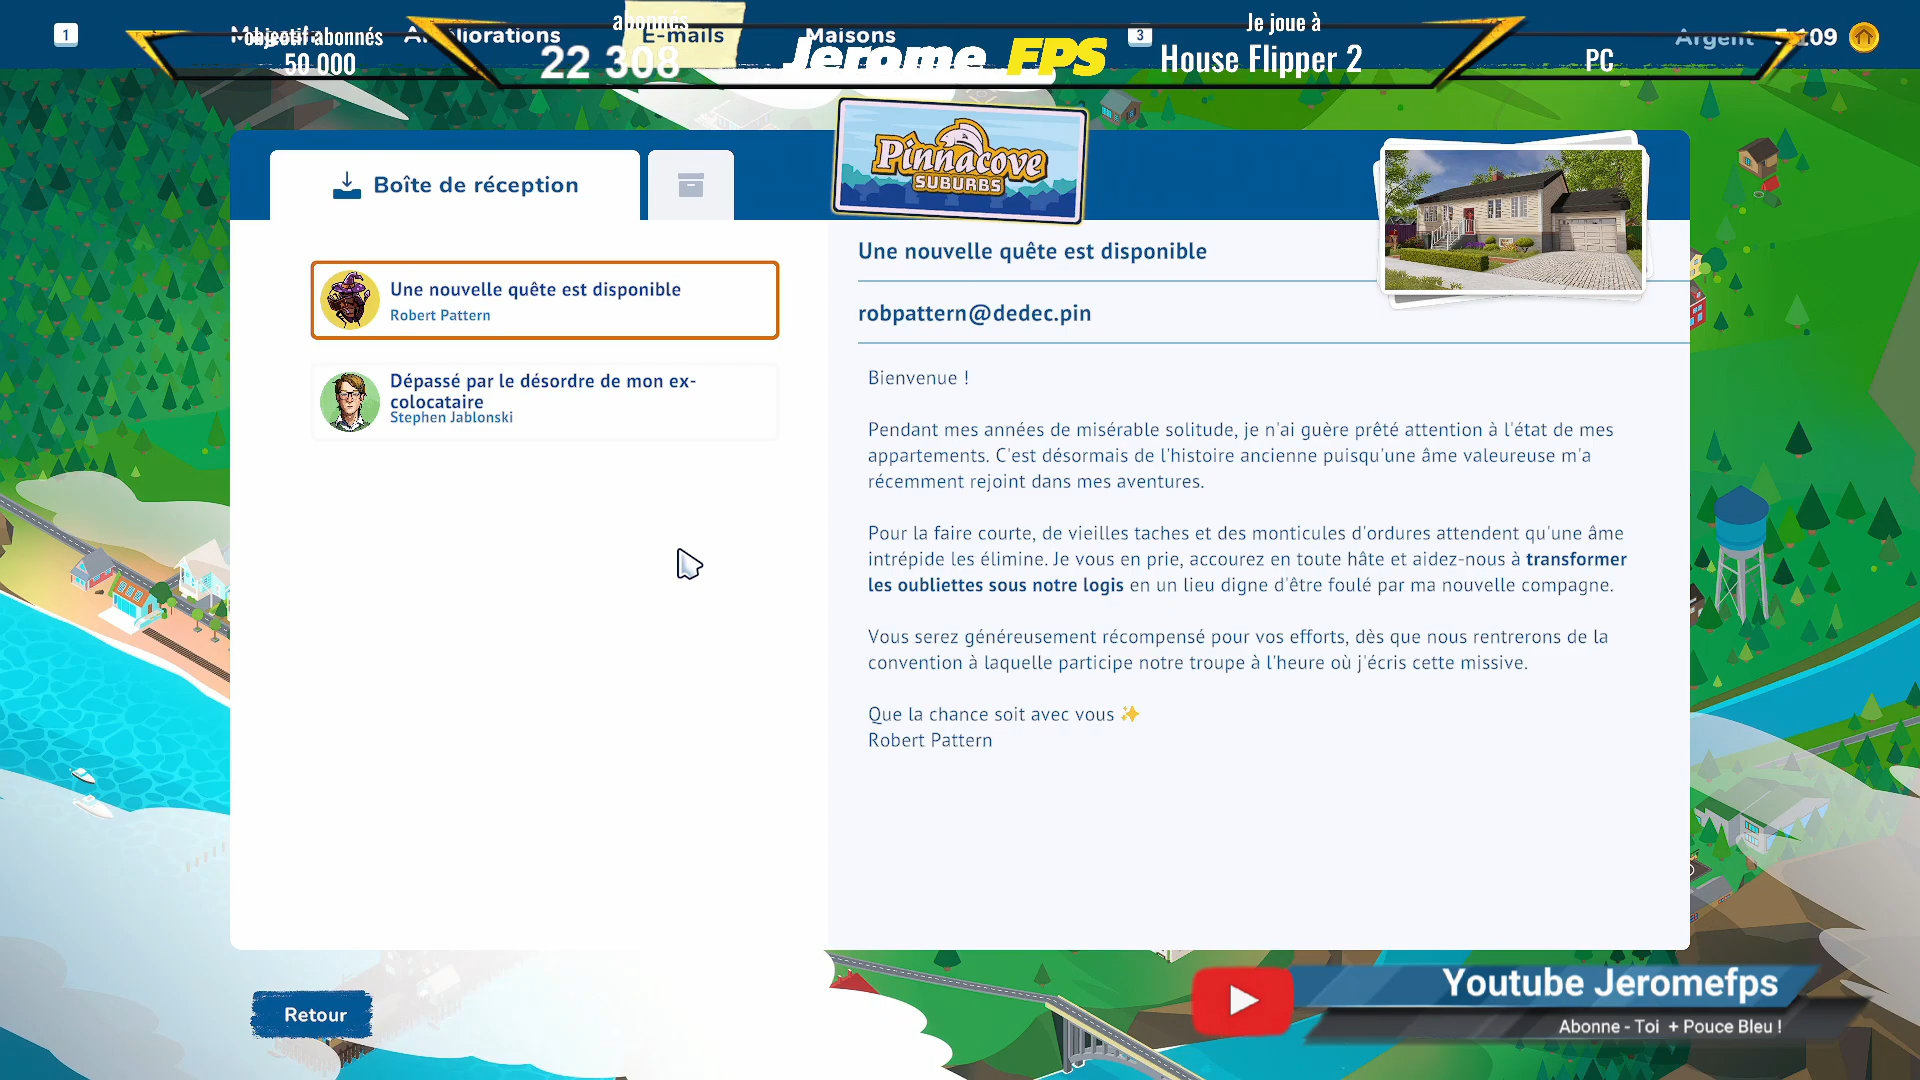 1
objectif abonnés
50 000
Améliorations
abonnés
22 308
E-mails
Maisons
Jerome FPS
3
Je joue à
House Flipper 2
PC
Argent
Pinnacove
SUBURBS
Boîte de réception
Une nouvelle quête est disponible
Robert Pattern
Dépassé par le désordre de mon ex-
colocataire
Stephen Jablonski
Une nouvelle quête est disponible
robpattern@dedec.pin
Bienvenue !
Pendant mes années de misérable solitude, je n'ai guère prêté attention à l'état de mes
appartements. C'est désormais de l'histoire ancienne puisqu'une âme valeureuse m'a
récemment rejoint dans mes aventures.
Pour la faire courte, de vieilles taches et des monticules d'ordures attendent qu'une âme
intrépide les élimine. Je vous en prie, accourez en toute hâte et aidez-nous à transformer
les oubliettes sous notre logis en un lieu digne d'être foulé par ma nouvelle compagne.
Vous serez généreusement récompensé pour vos efforts, dès que nous rentrerons de la
convention à laquelle participe notre troupe à l'heure où j'écris cette missive.
Que la chance soit avec vous ✨
Robert Pattern
Retour
Youtube Jeromefps
Abonne - Toi + Pouce Bleu !